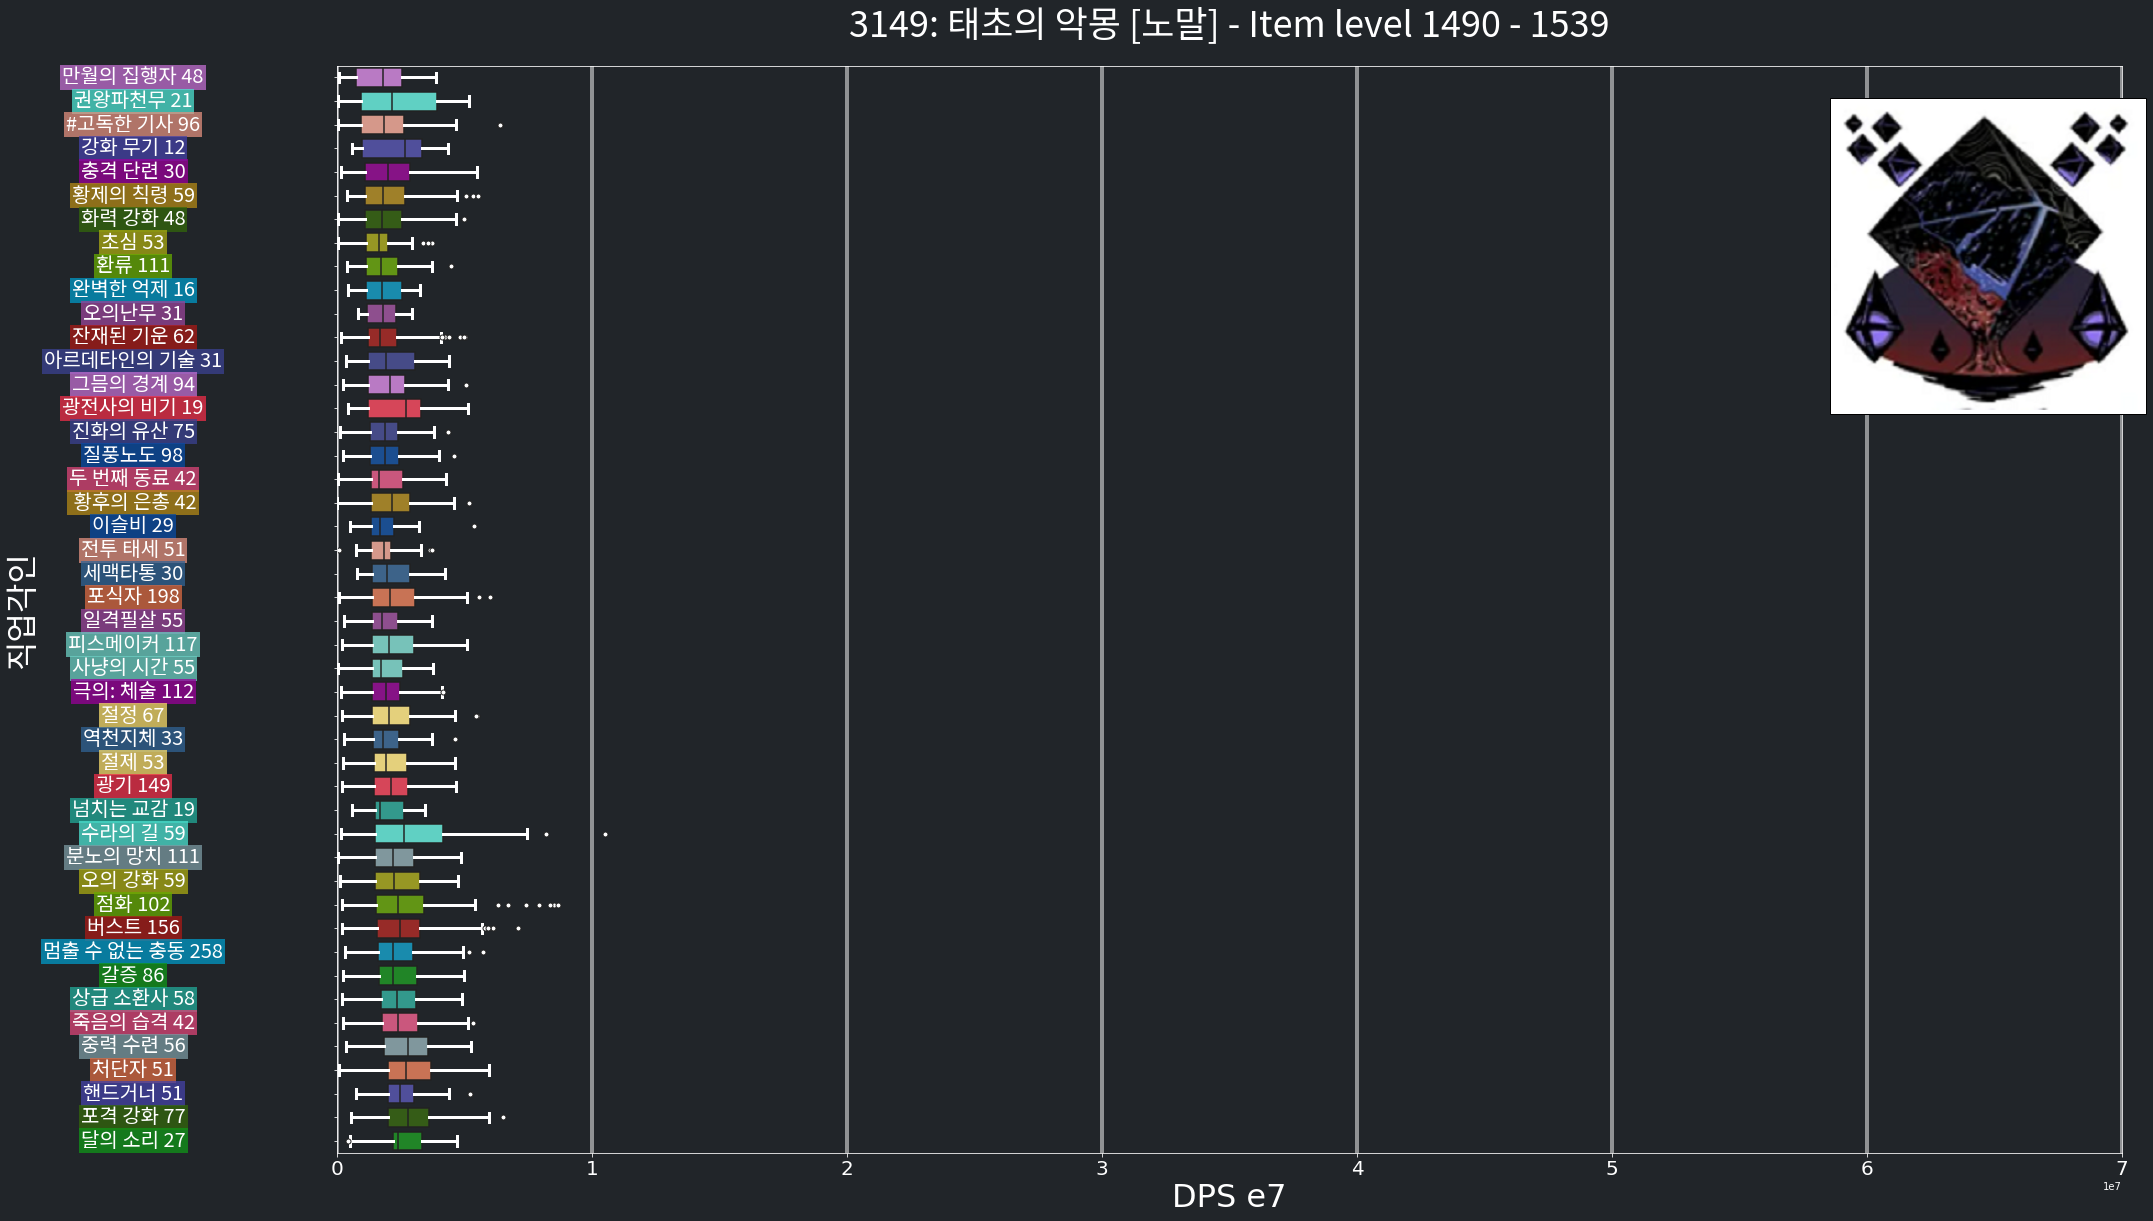 3149: 태초의 악몽 [노말] - Item level 1490 - 1539
만월의 집행자 48
권왕파천무 21
#고독한 기사 96
강화 무기 12
충격 단련 30
황제의 칙령 59
화력 강화 48
초심 53
환류 111
완벽한 억제 16
오의난무 31
잔재된 기운 62
아르데타인의 기술 31
그믐의 경계 94
광전사의 비기 19
진화의 유산 75
질풍노도 98
두 번째 동료 42
황후의 은총 42
이슬비 29
전투 태세 51
세맥타통 30
포식자 198
일격필살 55
피스메이커 117
사냥의 시간 55
극의: 체술 112
절정 67
역천지체 33
절제 53
광기 149
넘치는 교감 19
수라의 길 59
분노의 망치 111
오의 강화 59
점화 102
버스트 156
멈출 수 없는 충동 258
갈증 86
상급 소환사 58
죽음의 습격 42
중력 수련 56
처단자 51
핸드거너 51
포격 강화 77
달의 소리 27
직업각인
0 1 2 3 4 5 6 7
1e7
DPS e7